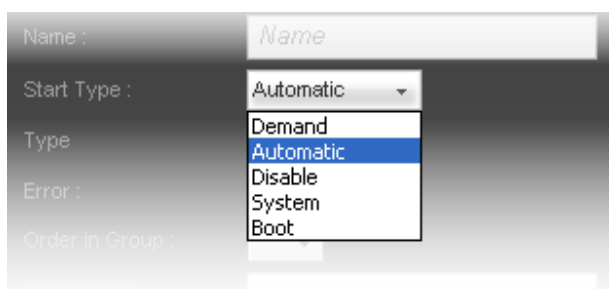 Name : Name
Start Type : Automatic
Demand
Type
Automatic
Disable
Error :
System
Boot
Order in Group :